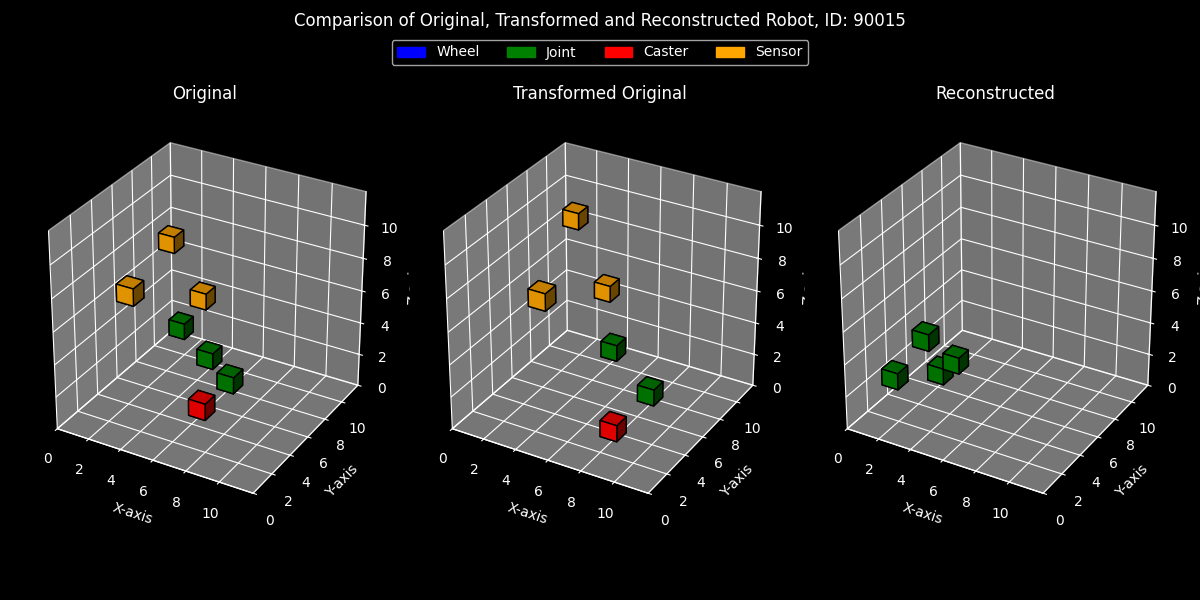 Comparison of Original, Transformed and Reconstructed Robot, ID: 90015
Wheel Joint Caster Sensor
Original Transformed Original Reconstructed
10
8
6
4
2
0
0 2 4 6 8 10
X-axis
0 2 4 6 8 10
Y-axis
10
8
6
4
2
0
0 2 4 6 8 10
X-axis
0 2 4 6 8 10
Y-axis
10
8
6
4
2
0
0 2 4 6 8 10
X-axis
0 2 4 6 8 10
Y-axis